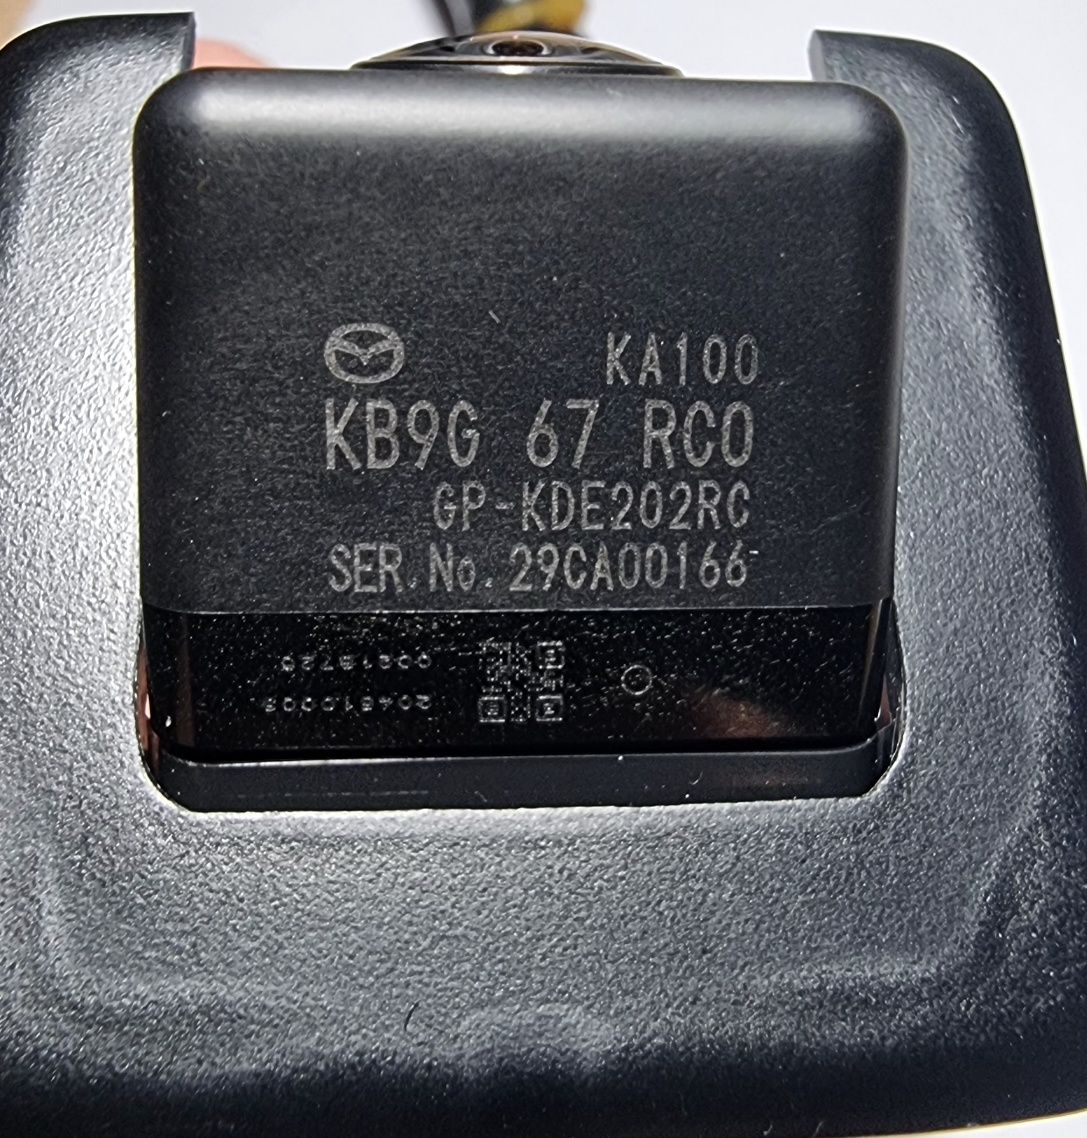 KA100
KB9G 67 RC0
GP-KDE202RC
SER.No.29CA00166